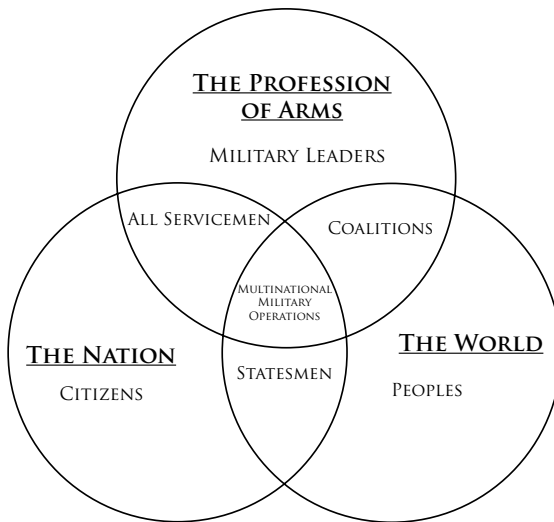 The Profession
of Arms
Military Leaders
All Servicemen
Coalitions
Multinational
Military
Operations
The Nation
Citizens
The World
Peoples
Statesmen